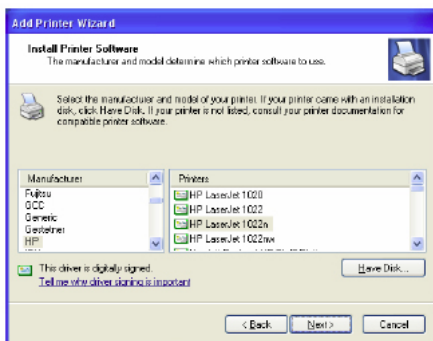 Add Printer Wizard
Install Printer Software
The manufacturer and model determine which printer software to use.
Select the manufacturer and model of your printer. If your printer came with an installation
disk, click Have Disk. If your printer is not listed, consult your printer documentation for
compatible printer software.
Manufacturer
Fujitsu
GCC
Generic
Gestetner
HP
Printers
HP LaserJet 1020
HP LaserJet 1022
HP LaserJet 1022n
HP LaserJet 1022nw
This driver is digitally signed.
Tell me why driver signing is important
Have Disk...
< Back
Next >
Cancel